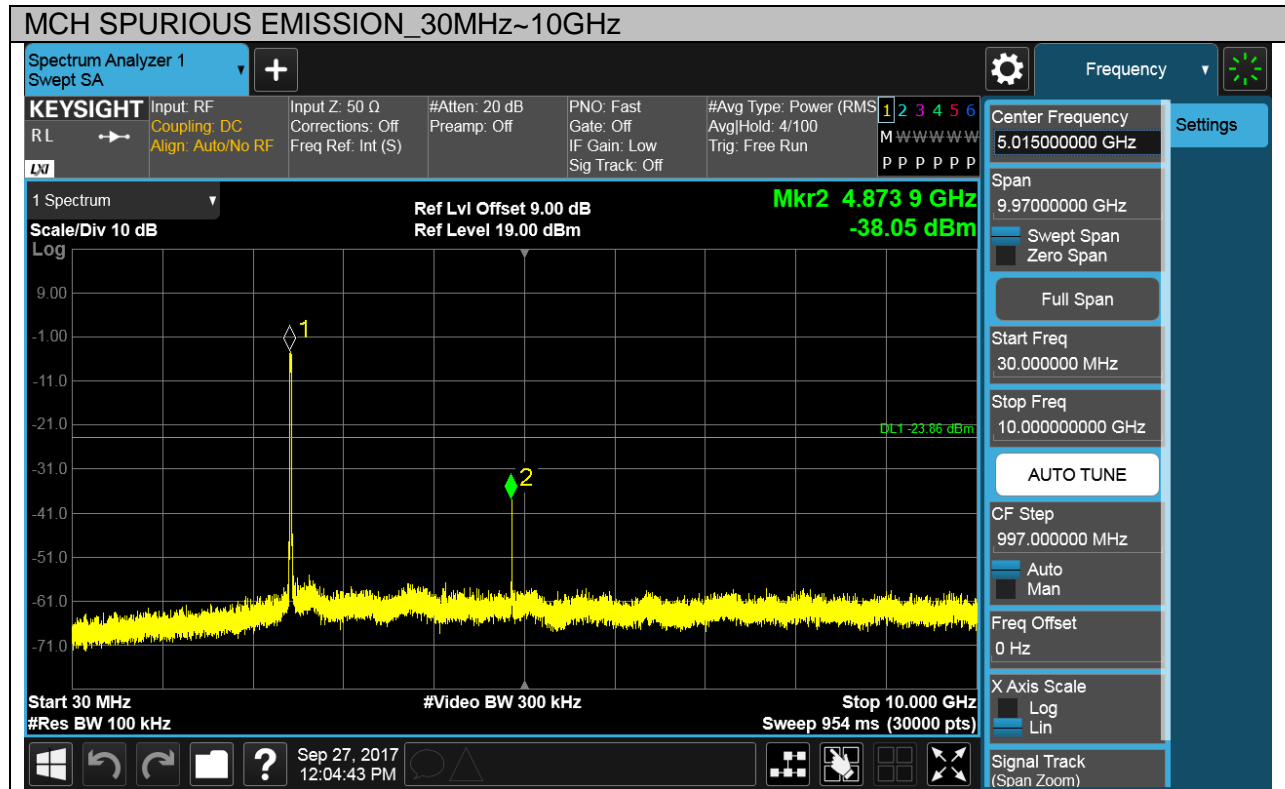 MCH SPURIOUS EMISSION_30MHz~10GHz
Spectrum Analyzer 1
Swept SA
+
Frequency
KEYSIGHT
RL
LXI
Input: RF
Coupling: DC
Align: Auto/No RF
Input Z: 50 Ω
Corrections: Off
Freq Ref: Int (S)
#Atten: 20 dB
Preamp: Off
PNO: Fast
Gate: Off
IF Gain: Low
Sig Track: Off
#Avg Type: Power (RMS
Avg|Hold: 4/100
Trig: Free Run
1 2 3 4 5 6
M W W W W W
P P P P P P
1 Spectrum
Scale/Div 10 dB
Ref Lvl Offset 9.00 dB
Ref Level 19.00 dBm
Mkr2 4.873 9 GHz
-38.05 dBm
Log
9.00
-1.00
-11.0
-21.0
-31.0
-41.0
-51.0
-61.0
-71.0
1
2
DL1 -23.86 dBm
Start 30 MHz
#Res BW 100 kHz
#Video BW 300 kHz
Stop 10.000 GHz
Sweep 954 ms (30000 pts)
Center Frequency
5.015000000 GHz
Settings
Span
9.97000000 GHz
Swept Span
Zero Span
Full Span
Start Freq
30.000000 MHz
Stop Freq
10.000000000 GHz
AUTO TUNE
CF Step
997.000000 MHz
Auto
Man
Freq Offset
0 Hz
X Axis Scale
Log
Lin
Signal Track
(Span Zoom)
?
Sep 27, 2017
12:04:43 PM